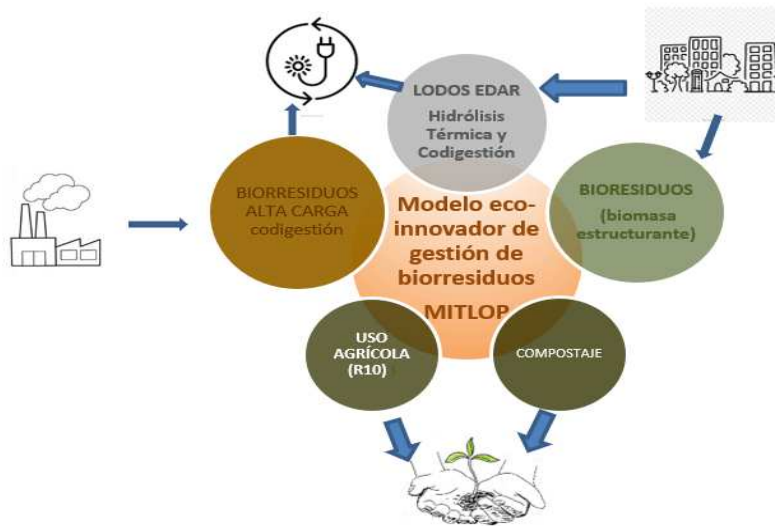 LODOS EDAR
Hidrólisis
Térmica y
Codigestión
BIORRESIDUOS
ALTA CARGA
codigestión
BIORESIDUOS
(biomasa
estructurante)
Modelo eco-
innovador de
gestión de
biorresiduos
MITLOP
USO
AGRÍCOLA
(R10)
COMPOSTAJE